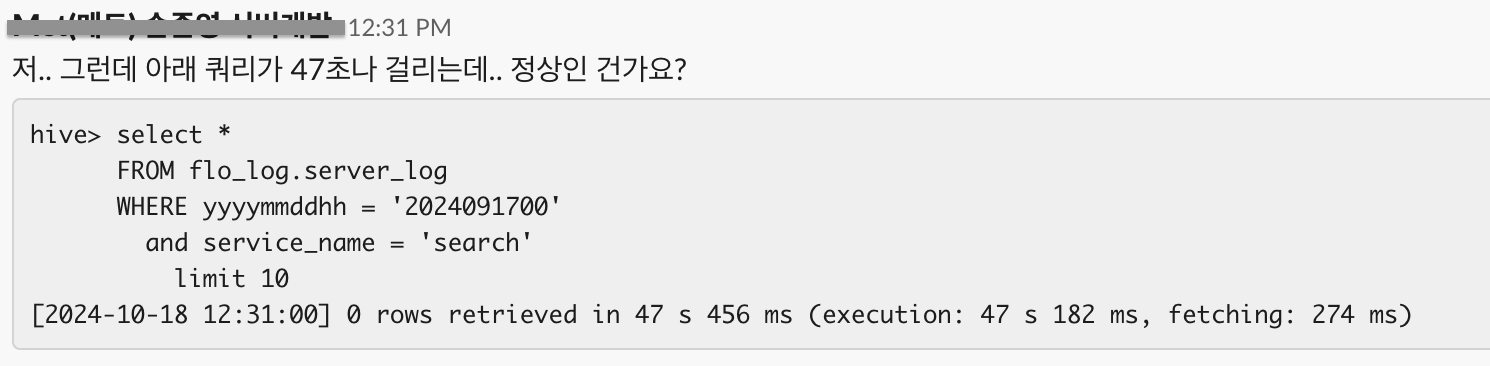 12:31 PM
저.. 그런데 아래 쿼리가 47초나 걸리는데.. 정상인 건가요?
hive> select *
FROM flo_log.server_log
WHERE yyyymmddhh = '2024091700'
and service_name = 'search'
limit 10
[2024-10-18 12:31:00] 0 rows retrieved in 47 s 456 ms (execution: 47 s 182 ms, fetching: 274 ms)